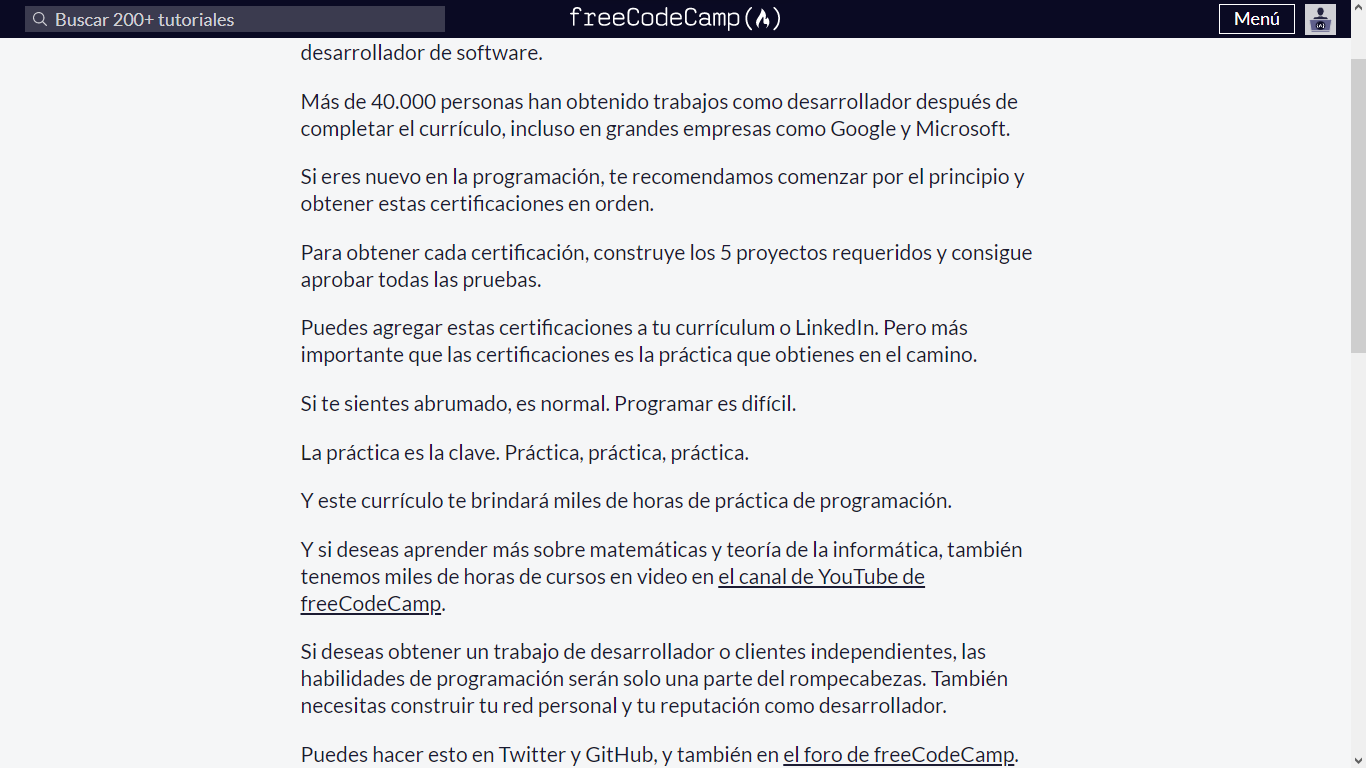 Buscar 200+ tutoriales
freeCodeCamp(🔥)
Menú
desarrollador de software.
Más de 40.000 personas han obtenido trabajos como desarrollador después de
completar el currículo, incluso en grandes empresas como Google y Microsoft.
Si eres nuevo en la programación, te recomendamos comenzar por el principio y
obtener estas certificaciones en orden.
Para obtener cada certificación, construye los 5 proyectos requeridos y consigue
aprobar todas las pruebas.
Puedes agregar estas certificaciones a tu currículum o LinkedIn. Pero más
importante que las certificaciones es la práctica que obtienes en el camino.
Si te sientes abrumado, es normal. Programar es difícil.
La práctica es la clave. Práctica, práctica, práctica.
Y este currículo te brindará miles de horas de práctica de programación.
Y si deseas aprender más sobre matemáticas y teoría de la informática, también
tenemos miles de horas de cursos en video en el canal de YouTube de
freeCodeCamp.
Si deseas obtener un trabajo de desarrollador o clientes independientes, las
habilidades de programación serán solo una parte del rompecabezas. También
necesitas construir tu red personal y tu reputación como desarrollador.
Puedes hacer esto en Twitter y GitHub, y también en el foro de freeCodeCamp.